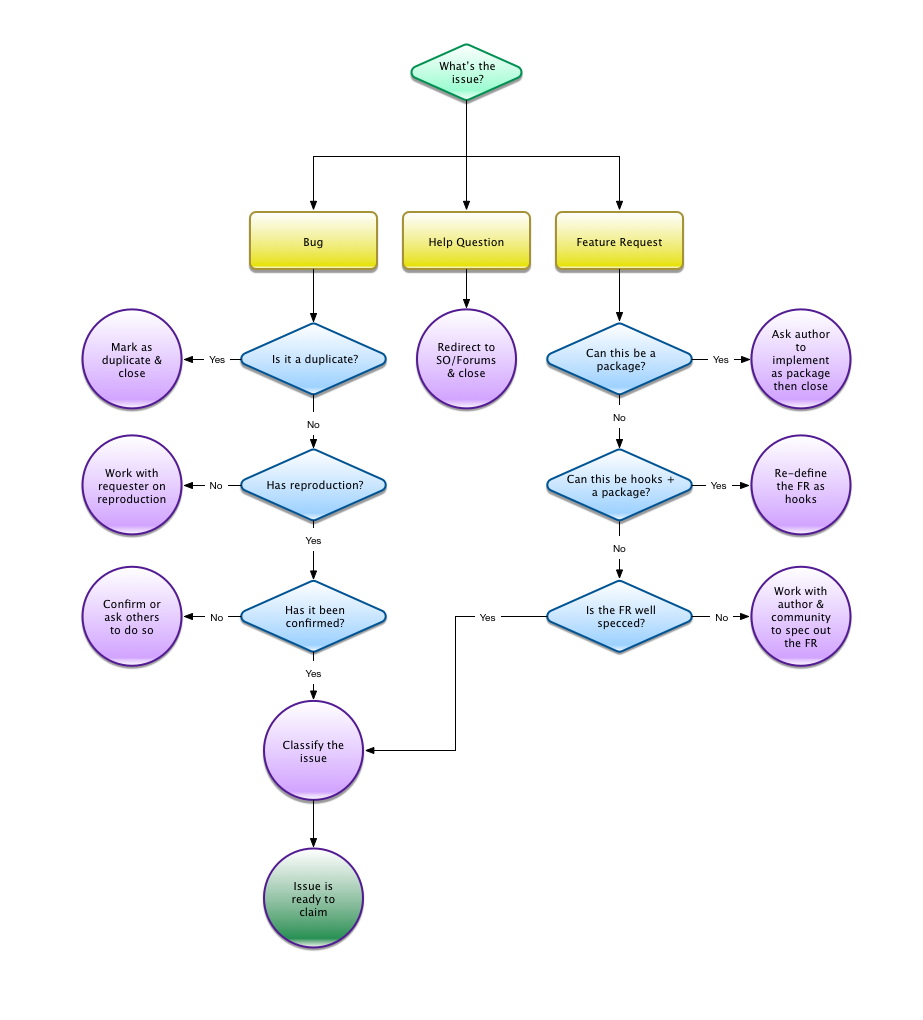 What's the
issue?
Bug
Help Question
Feature Request
Mark as
duplicate &
close
Yes
Is it a duplicate?
Redirect to
SO/Forums
& close
Can this be a
package?
Yes
Ask author
to
implement
as package
then close
No
No
Work with
requester on
reproduction
No
Has reproduction?
Can this be hooks +
a package?
Yes
Re-define
the FR as
hooks
Yes
No
Confirm or
ask others
to do so
No
Has it been
confirmed?
Yes
Is the FR well
specced?
No
Work with
author &
community
to spec out
the FR
Yes
Classify the
issue
Issue is
ready to
claim